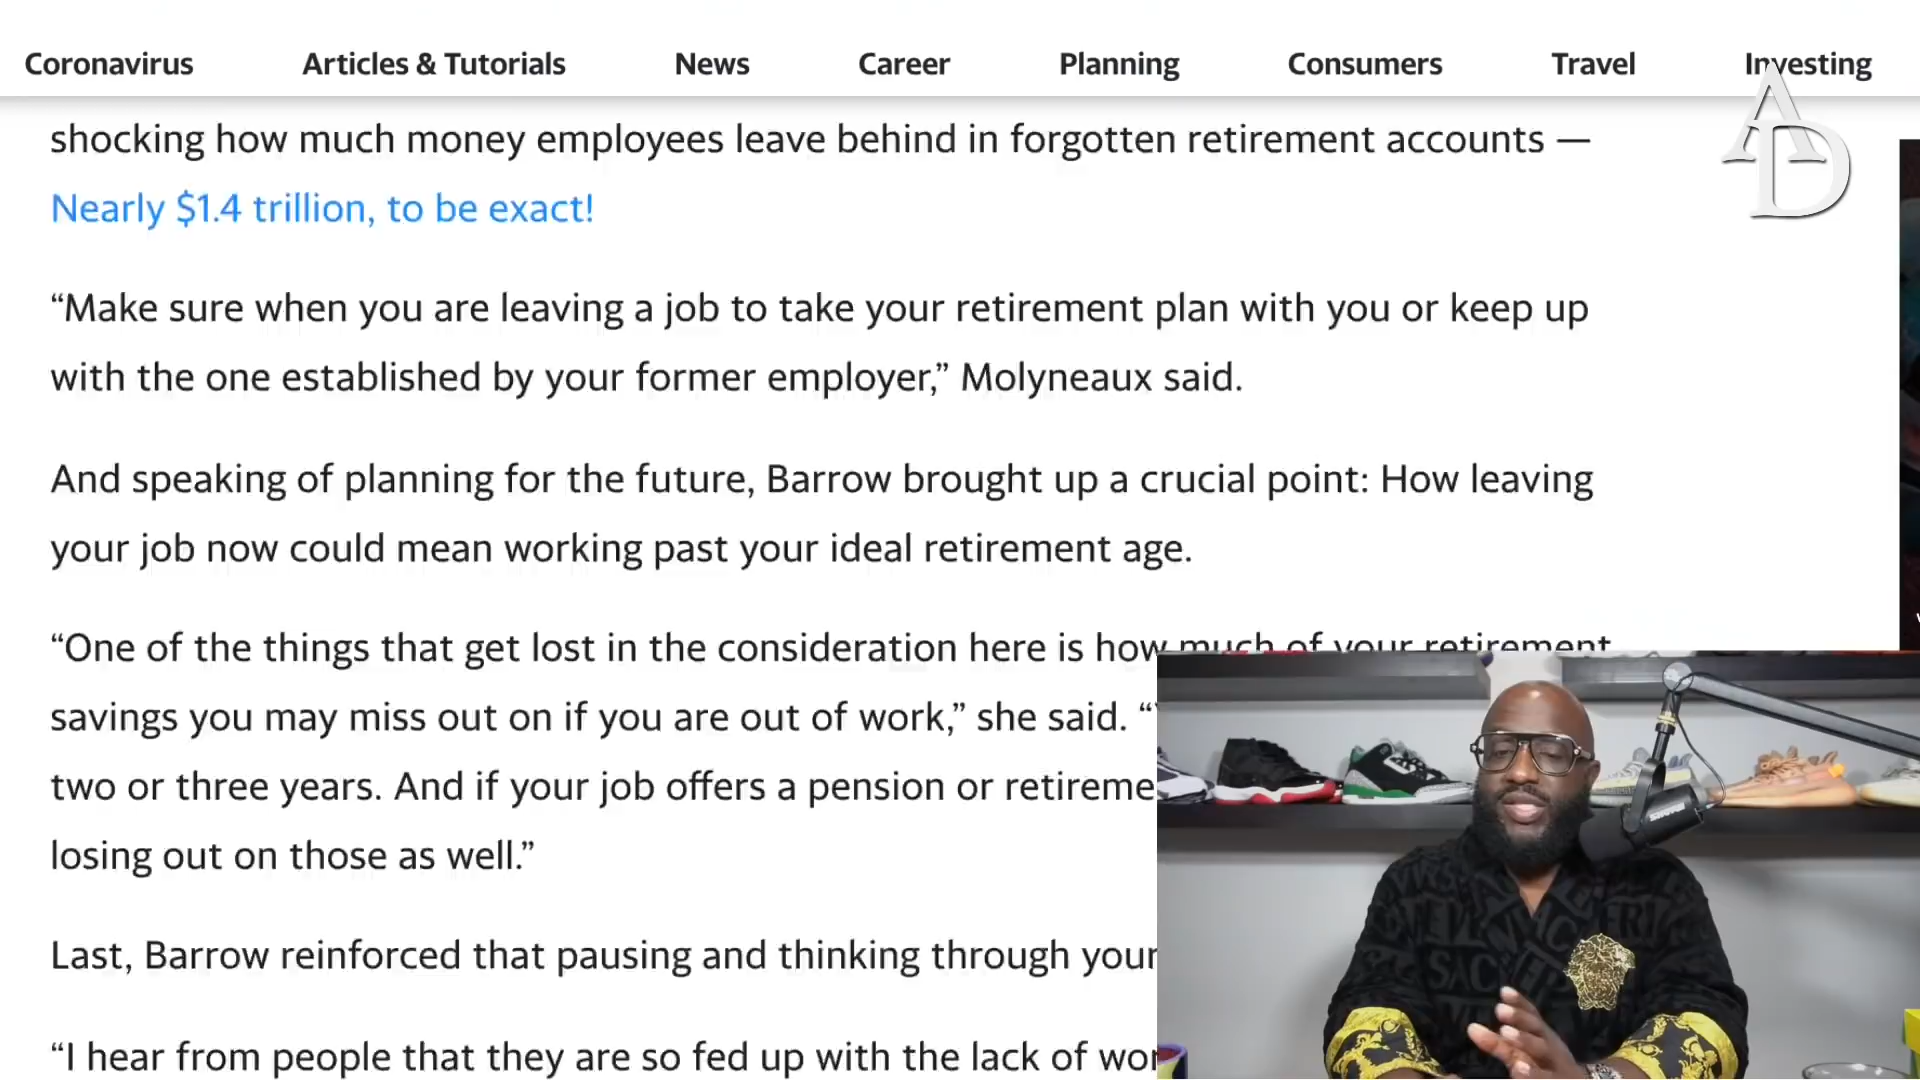 Coronavirus Articles & Tutorials News Career Planning Consumers Travel Investing
AD
shocking how much money employees leave behind in forgotten retirement accounts —
Nearly $1.4 trillion, to be exact!
“Make sure when you are leaving a job to take your retirement plan with you or keep up
with the one established by your former employer,” Molyneaux said.
And speaking of planning for the future, Barrow brought up a crucial point: How leaving
your job now could mean working past your ideal retirement age.
“One of the things that get lost in the consideration here is how much of your retirement
savings you may miss out on if you are out of work,” she said. “
two or three years. And if your job offers a pension or retireme
losing out on those as well.”
Last, Barrow reinforced that pausing and thinking through your
“I hear from people that they are so fed up with the lack of wor